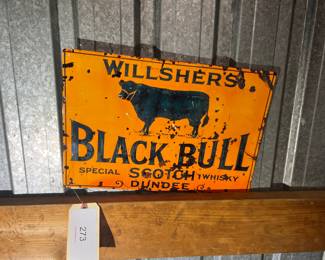 WILLSHER'S
BLACK BULL
SPECIAL SCOTCH WHISKY
DUNDEE
273